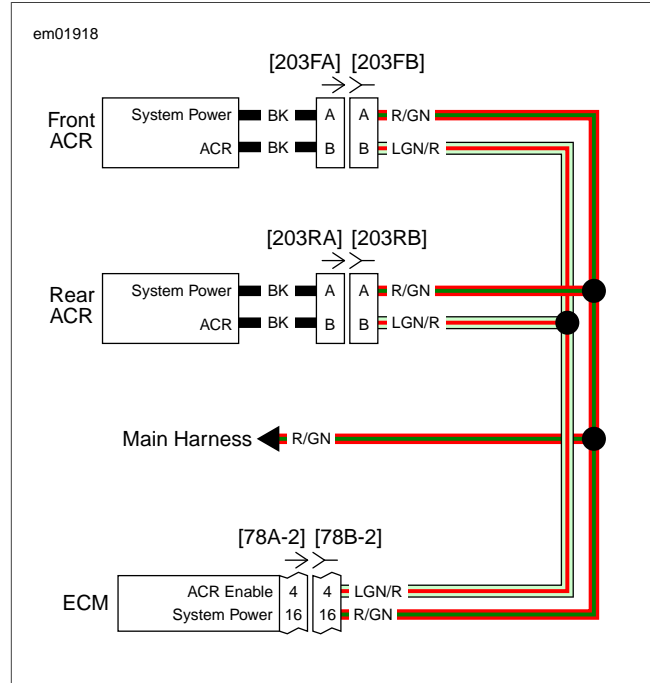 em01918
[203FA] [203FB]
Front ACR
System Power BK A A R/GN
ACR BK B B LGN/R
[203RA] [203RB]
Rear ACR
System Power BK A A R/GN
ACR BK B B LGN/R
Main Harness R/GN
[78A-2] [78B-2]
ECM
ACR Enable 4 4 LGN/R
System Power 16 16 R/GN